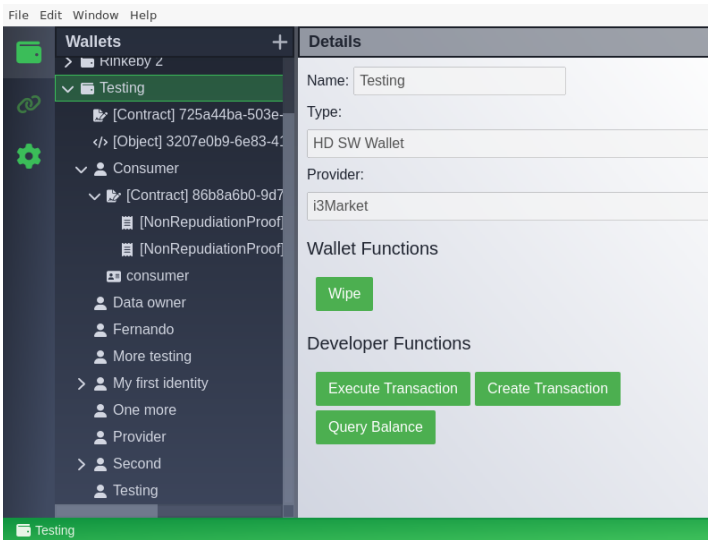 File Edit Window Help
Wallets
Rinkeby 2
Testing
[Contract] 725a44ba-503e-
[Object] 3207e0b9-6e83-41
Consumer
[Contract] 86b8a6b0-9d7
[NonRepudiationProof]
[NonRepudiationProof]
consumer
Data owner
Fernando
More testing
My first identity
One more
Provider
Second
Testing
Details
Name: Testing
Type:
HD SW Wallet
Provider:
i3Market
Wallet Functions
Wipe
Developer Functions
Execute Transaction Create Transaction
Query Balance
Testing